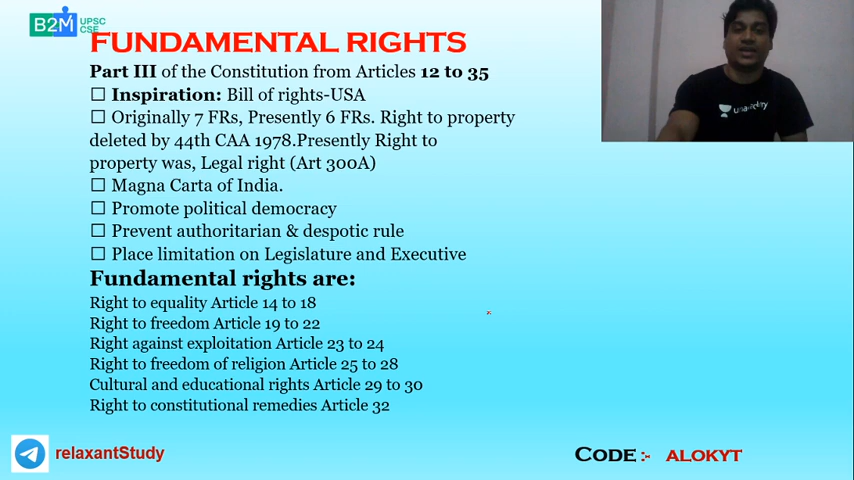 B2M UPSC CSE
FUNDAMENTAL RIGHTS
Part III of the Constitution from Articles 12 to 35
☐ Inspiration: Bill of rights-USA
☐ Originally 7 FRs, Presently 6 FRs. Right to property
deleted by 44th CAA 1978.Presently Right to
property was, Legal right (Art 300A)
☐ Magna Carta of India.
☐ Promote political democracy
☐ Prevent authoritarian & despotic rule
☐ Place limitation on Legislature and Executive
Fundamental rights are:
Right to equality Article 14 to 18
Right to freedom Article 19 to 22
Right against exploitation Article 23 to 24
Right to freedom of religion Article 25 to 28
Cultural and educational rights Article 29 to 30
Right to constitutional remedies Article 32
relaxantStudy
CODE :- ALOKYT